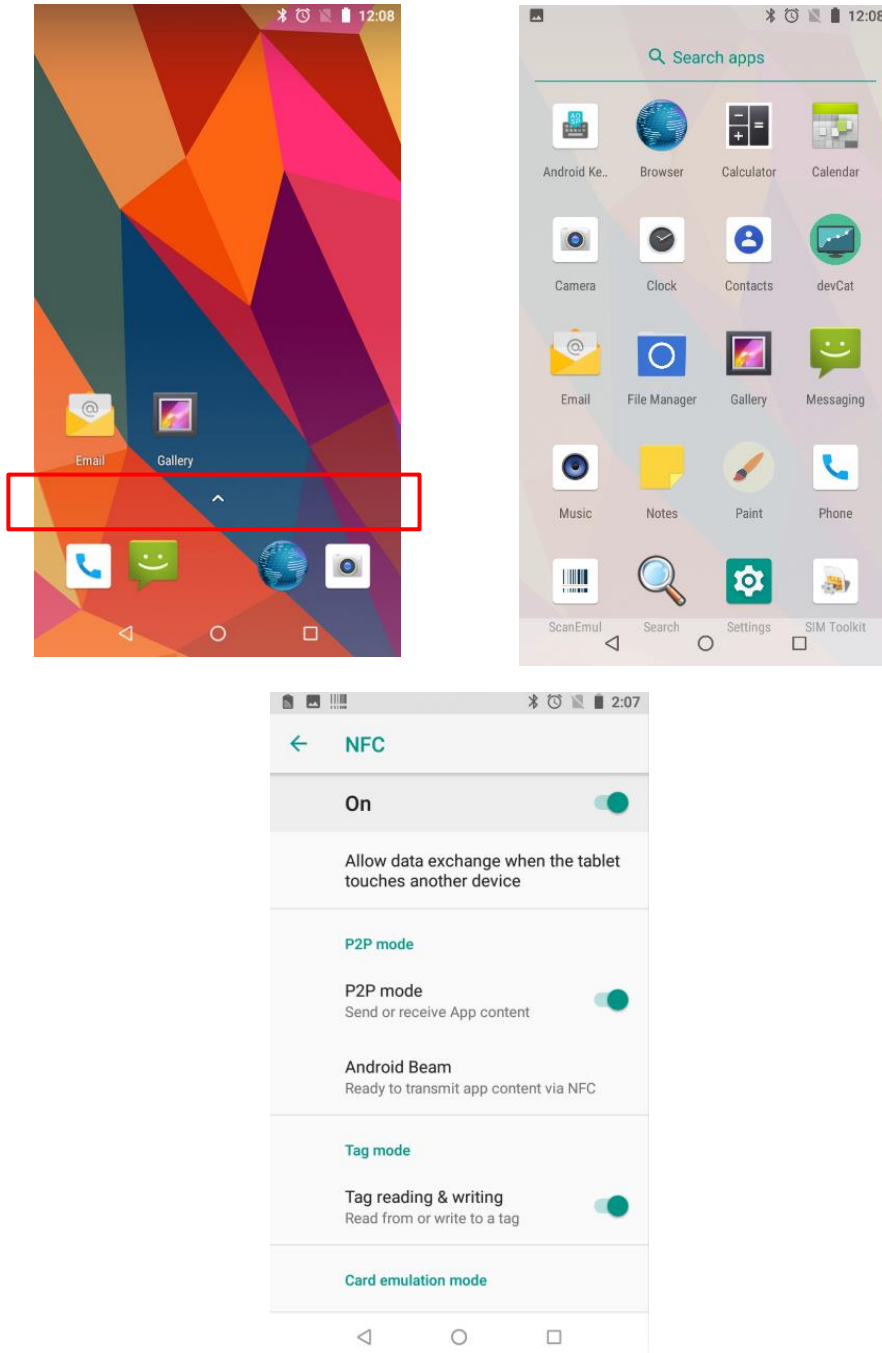 12:08
Email Gallery
12:08
Search apps
Android Ke.. Browser Calculator Calendar
Camera Clock Contacts devCat
Email File Manager Gallery Messaging
Music Notes Paint Phone
ScanEmul Search Settings SIM Toolkit
2:07
NFC
On
Allow data exchange when the tablet
touches another device
P2P mode
P2P mode
Send or receive App content
Android Beam
Ready to transmit app content via NFC
Tag mode
Tag reading & writing
Read from or write to a tag
Card emulation mode